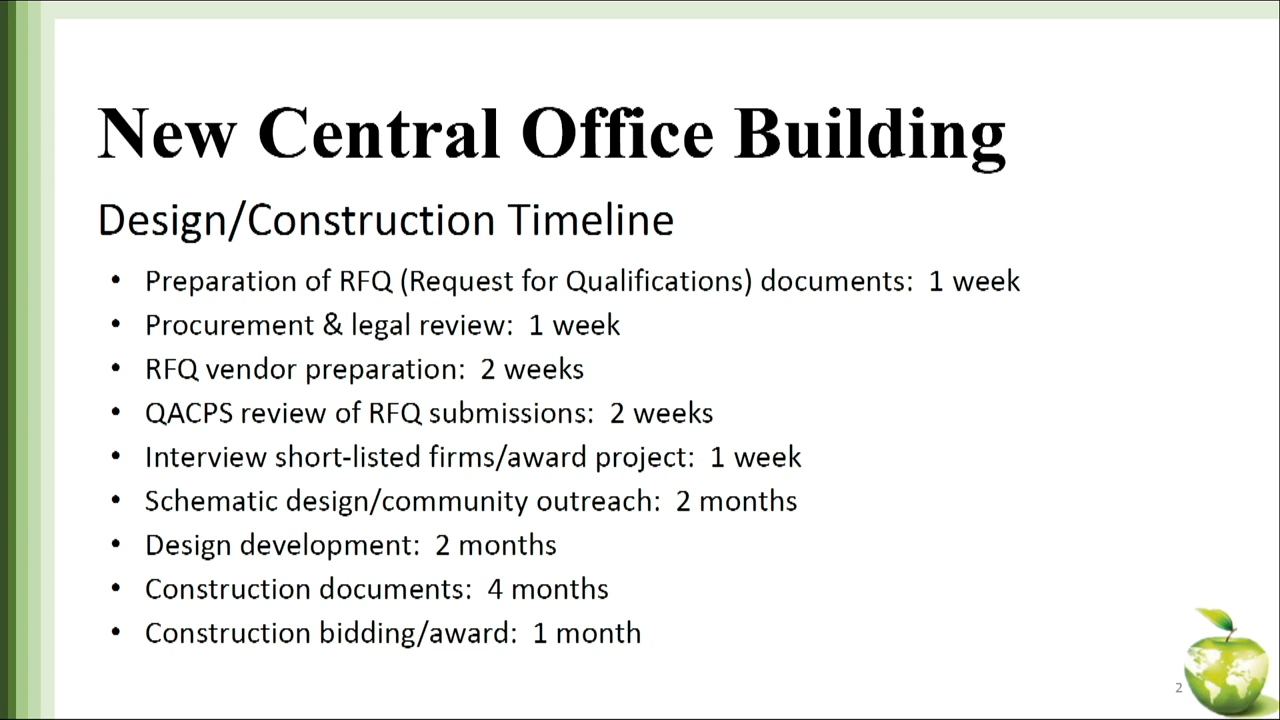 New Central Office Building
Design/Construction Timeline
• Preparation of RFQ (Request for Qualifications) documents:  1 week
• Procurement & legal review:  1 week
• RFQ vendor preparation:  2 weeks
• QACPS review of RFQ submissions:  2 weeks
• Interview short-listed firms/award project:  1 week
• Schematic design/community outreach:  2 months
• Design development:  2 months
• Construction documents:  4 months
• Construction bidding/award:  1 month
2